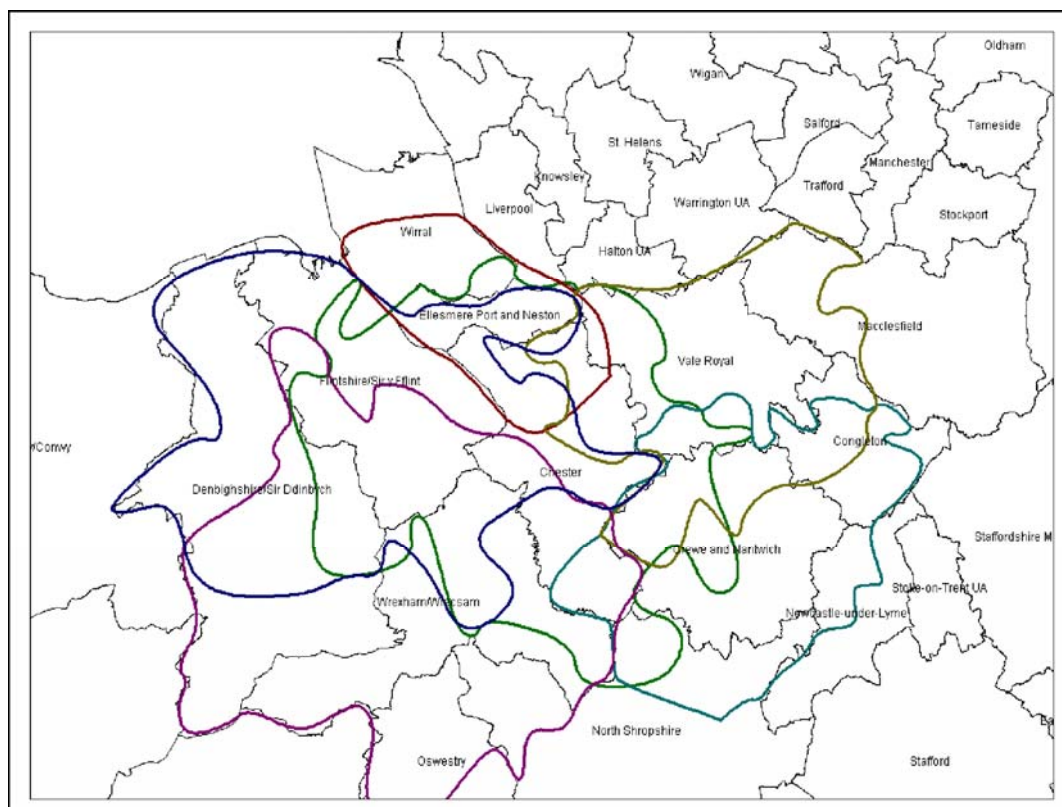 Oldham
Wigan
Salford
Tameside
St Helens
Manchester
Knowsley
Trafford
Liverpool
Warrington UA
Stockport
Wirral
Halton UA
Ellesmere Port and Neston
Macclesfield
Vale Royal
Flintshire/Sir y Fflint
Congleton
/Conwy
Chester
Denbighshire/Sir Ddinbych
Staffordshire M
Crewe and Nantwich
Stoke-on-Trent UA
Wrexham/Wrecsam
Newcastle-under-Lyme
Ea
North Shropshire
Oswestry
Stafford